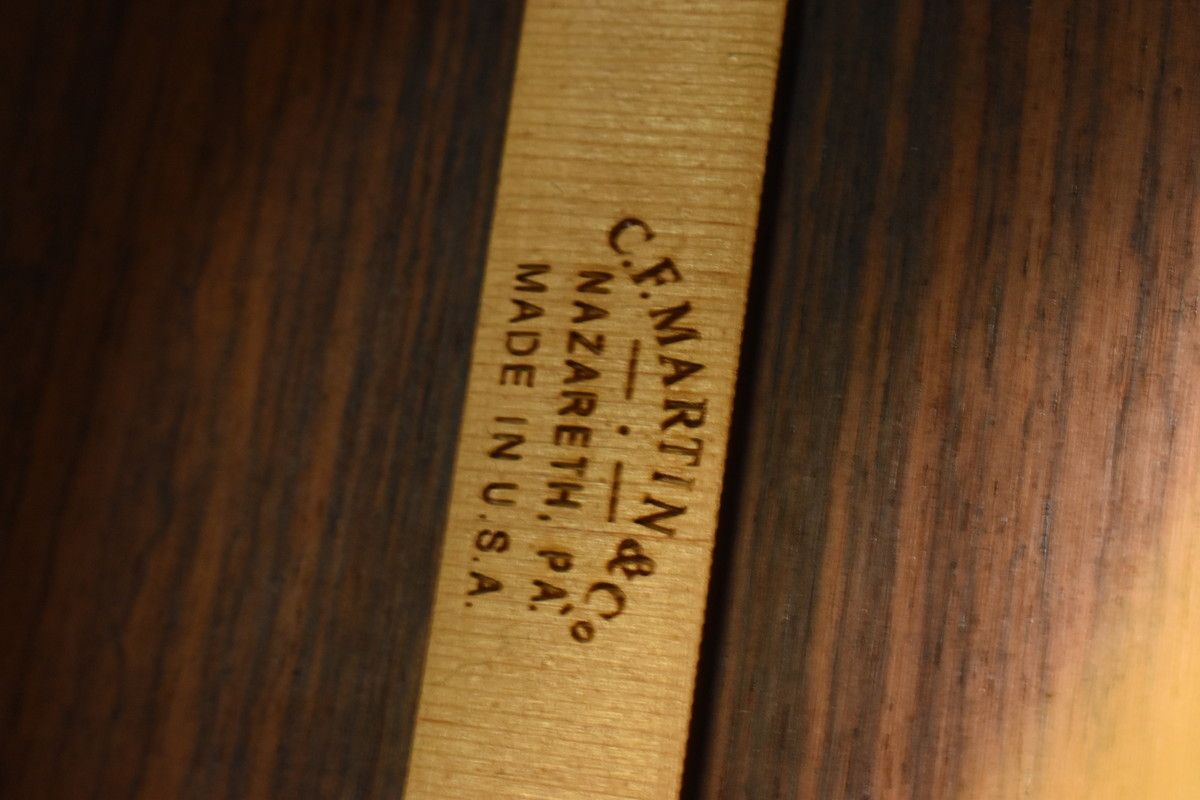 C.F. MARTIN & Co
NAZARETH, PA.
MADE IN U.S.A.